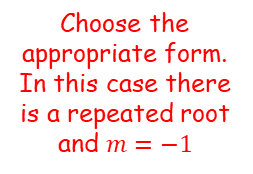 Choose the
appropriate form.
In this case there
is a repeated root
and m = −1